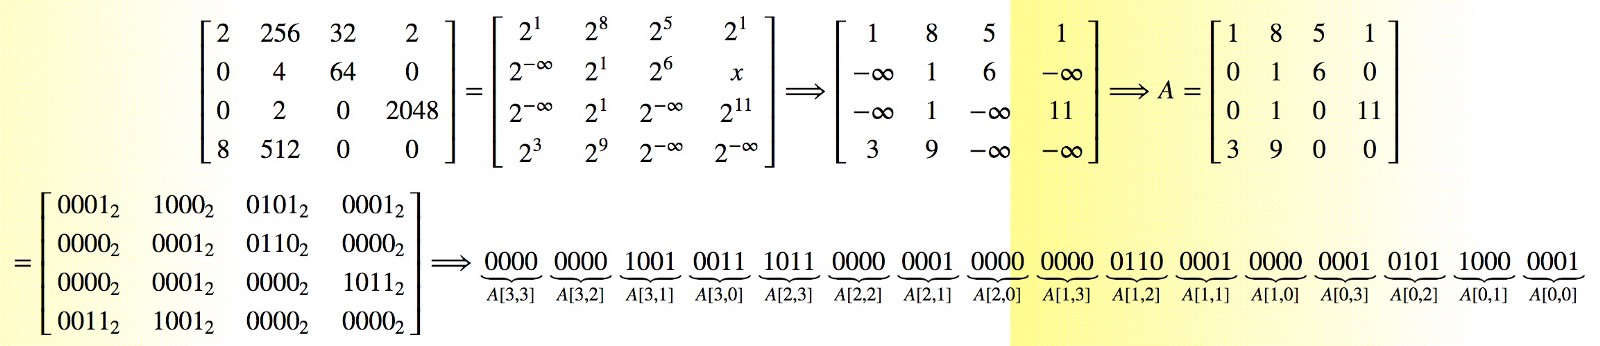 [2 256 32 2] = [2^1 2^8 2^5 2^1] ⟹ [1 8 5 1] ⟹ A = [1 8 5 1]
[0 4 64 0] [2^−∞ 2^1 2^6 x] [−∞ 1 6 −∞] [0 1 6 0]
[0 2 0 2048] [2^−∞ 2^1 2^−∞ 2^11] [−∞ 1 −∞ 11] [0 1 0 11]
[8 512 0 0] [2^3 2^9 2^−∞ 2^−∞] [3 9 −∞ −∞] [3 9 0 0]
= [0001₂ 1000₂ 0101₂ 0001₂]
[0000₂ 0001₂ 0110₂ 0000₂]
[0000₂ 0001₂ 0000₂ 1011₂]
[0011₂ 1001₂ 0000₂ 0000₂]
⟹ 0000 0000 1001 0011 1011 0000 0001 0000 0000 0110 0001 0000 0001 0101 1000 0001
A[3,3] A[3,2] A[3,1] A[3,0] A[2,3] A[2,2] A[2,1] A[2,0] A[1,3] A[1,2] A[1,1] A[1,0] A[0,3] A[0,2] A[0,1] A[0,0]